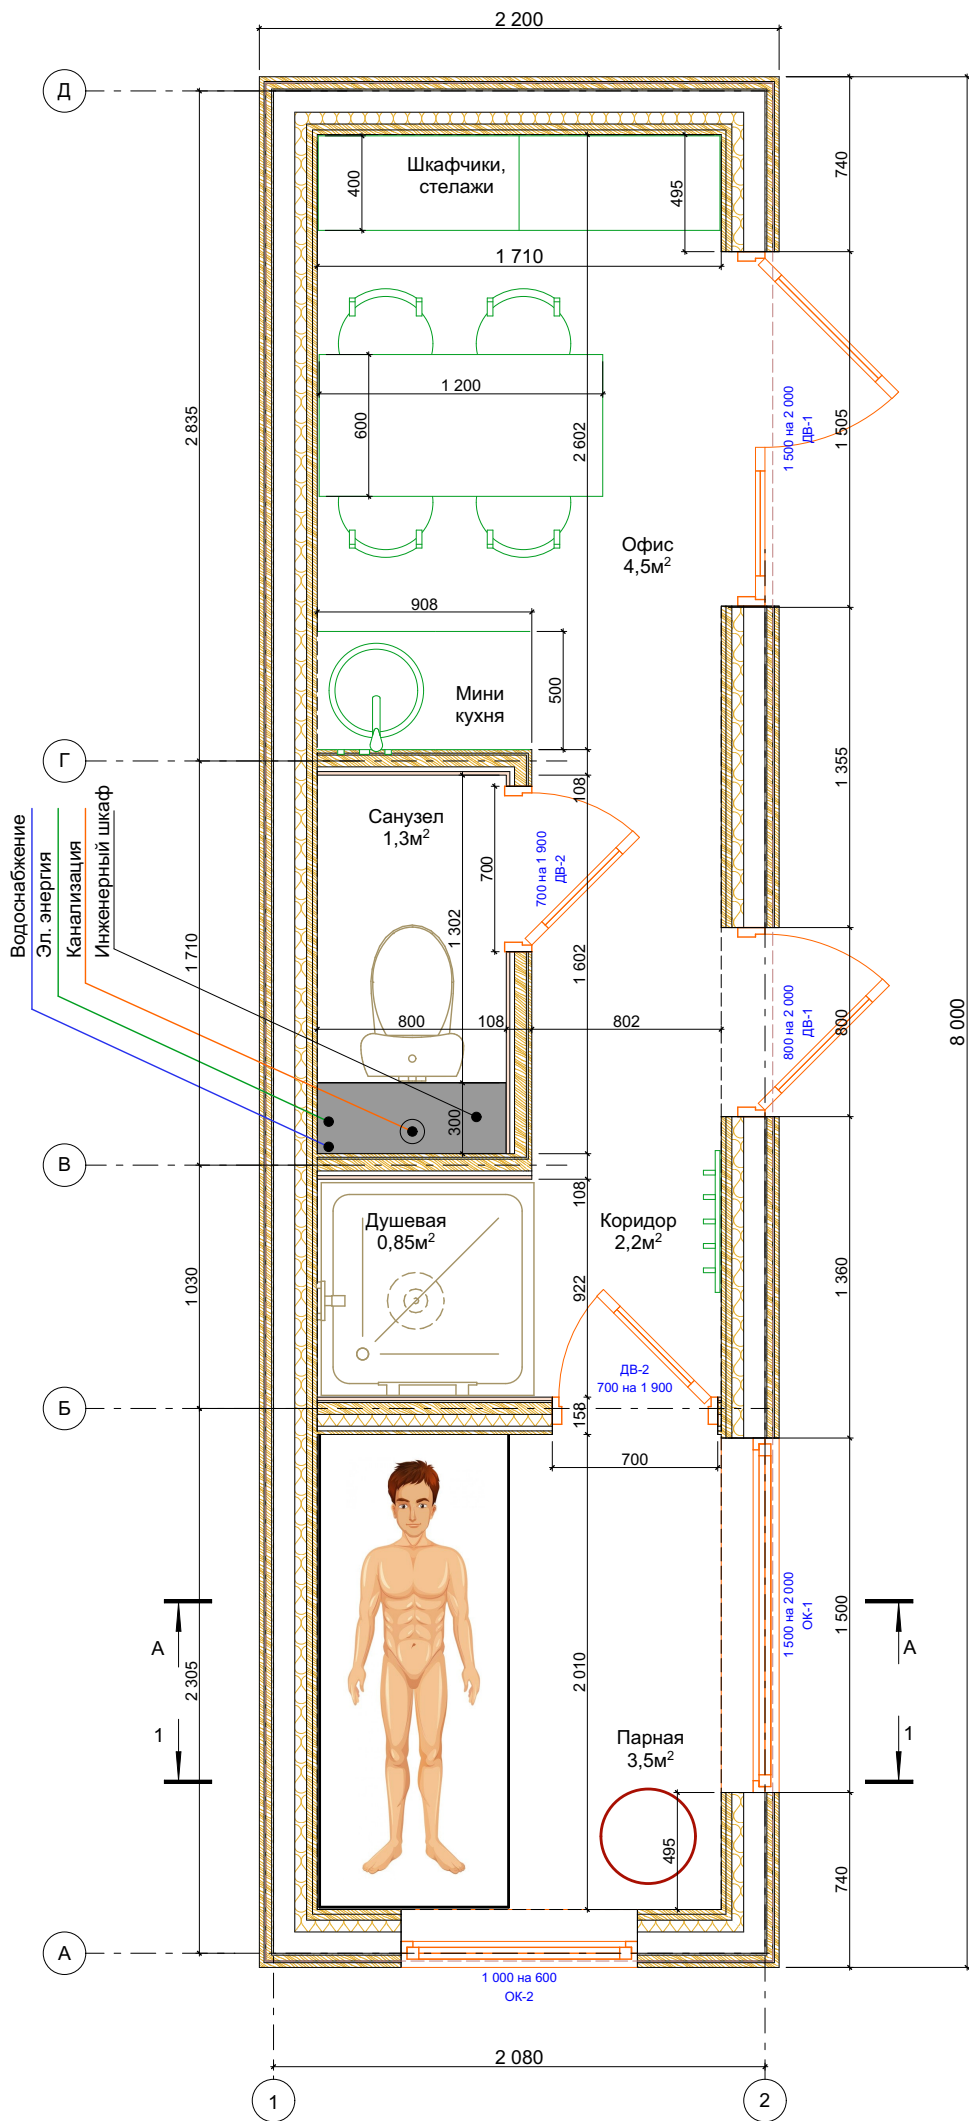 2 200
Д
Шкафчики,
стелажи
400
495
740
1 710
1 200
600
2 835
2 602
1 500 на 2 000
ДВ-1
1 505
Офис
4,5м²
908
500
Мини
кухня
Г
108
1 355
Водоснабжение
Эл. энергия
Канализация
Инженерный шкаф
Санузел
1,3м²
700
700 на 1 900
ДВ-2
1 302
1 710
1 602
800
108
802
800 на 2 000
ДВ-1
800
8 000
300
В
108
Душевая
0,85м²
Коридор
2,2м²
1 030
922
1 360
ДВ-2
700 на 1 900
Б
158
700
1 500 на 2 000
ОК-1
1 500
А
А
2 305
2 010
1
1
Парная
3,5м²
495
740
А
1 000 на 600
ОК-2
2 080
1
2